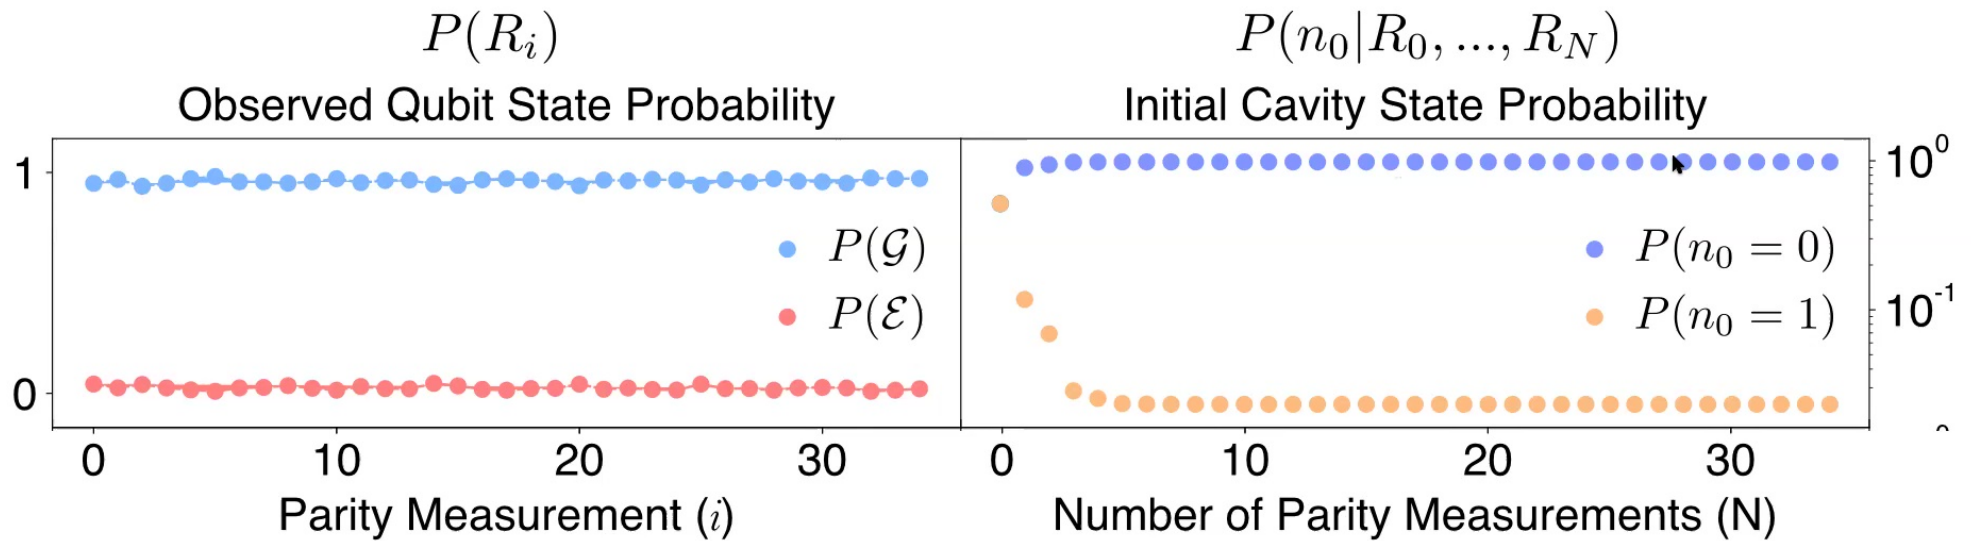 P(R_i)
Observed Qubit State Probability
1
0
P(𝒢)
P(ℰ)
0 10 20 30
Parity Measurement (i)
P(n_0|R_0, ..., R_N)
Initial Cavity State Probability
10^0
10^-1
P(n_0 = 0)
P(n_0 = 1)
0 10 20 30
Number of Parity Measurements (N)